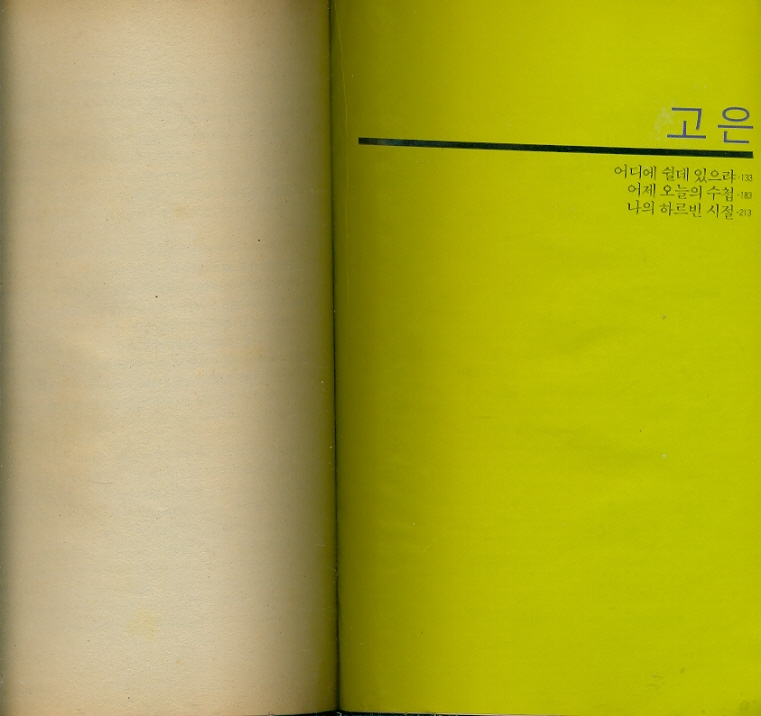 고은
어디에 쉴데 있으랴·133
어제 오늘의 수첩·183
나의 하르빈 시절·213